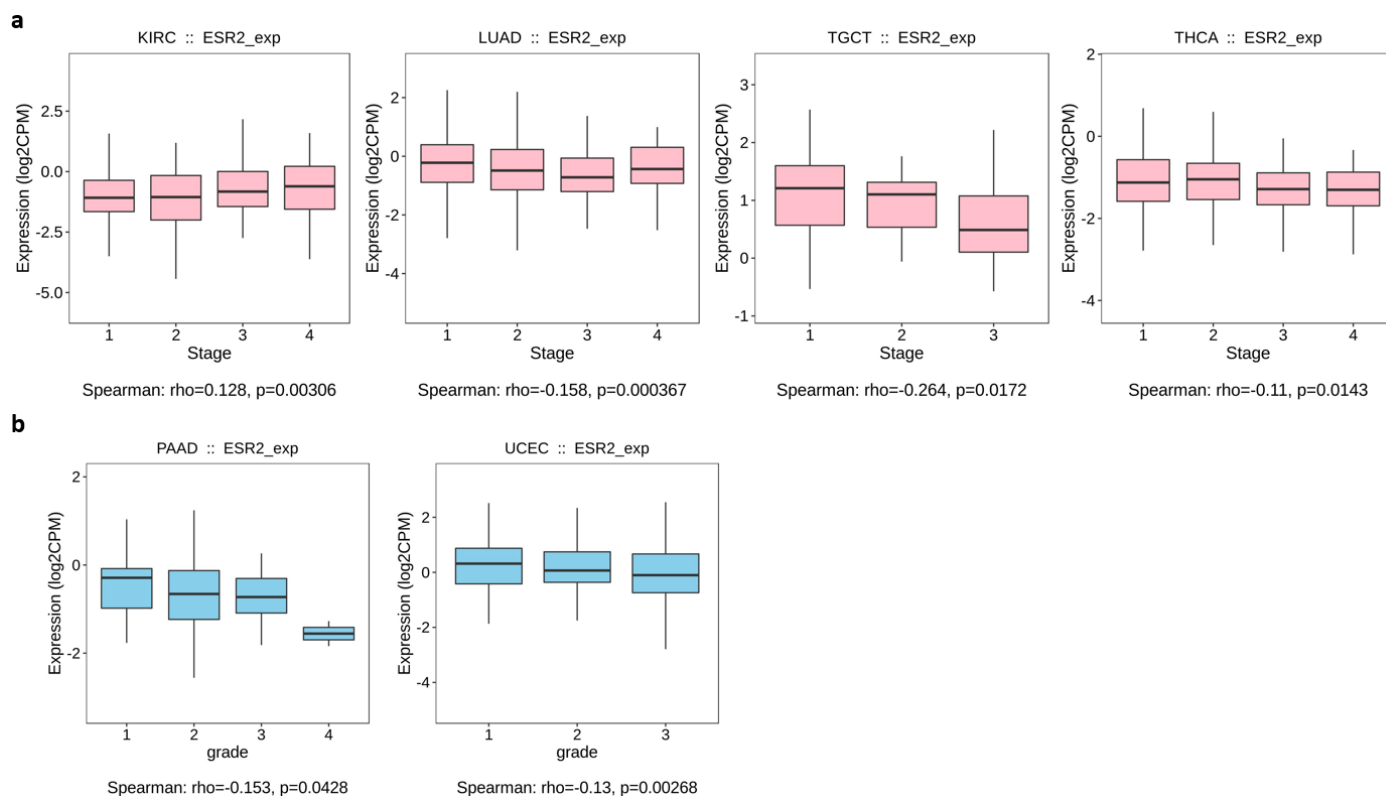 a
KIRC :: ESR2_exp
Expression (log2CPM)
2.5
0.0
-2.5
-5.0
1 2 3 4
Stage
Spearman: rho=0.128, p=0.00306
LUAD :: ESR2_exp
Expression (log2CPM)
2
0
-2
-4
1 2 3 4
Stage
Spearman: rho=-0.158, p=0.000367
TGCT :: ESR2_exp
Expression (log2CPM)
3
2
1
0
-1
1 2 3
Stage
Spearman: rho=-0.264, p=0.0172
THCA :: ESR2_exp
Expression (log2CPM)
2
0
-2
-4
1 2 3 4
Stage
Spearman: rho=-0.11, p=0.0143
b
PAAD :: ESR2_exp
Expression (log2CPM)
2
0
-2
1 2 3 4
grade
Spearman: rho=-0.153, p=0.0428
UCEC :: ESR2_exp
Expression (log2CPM)
2
0
-2
-4
1 2 3
grade
Spearman: rho=-0.13, p=0.00268